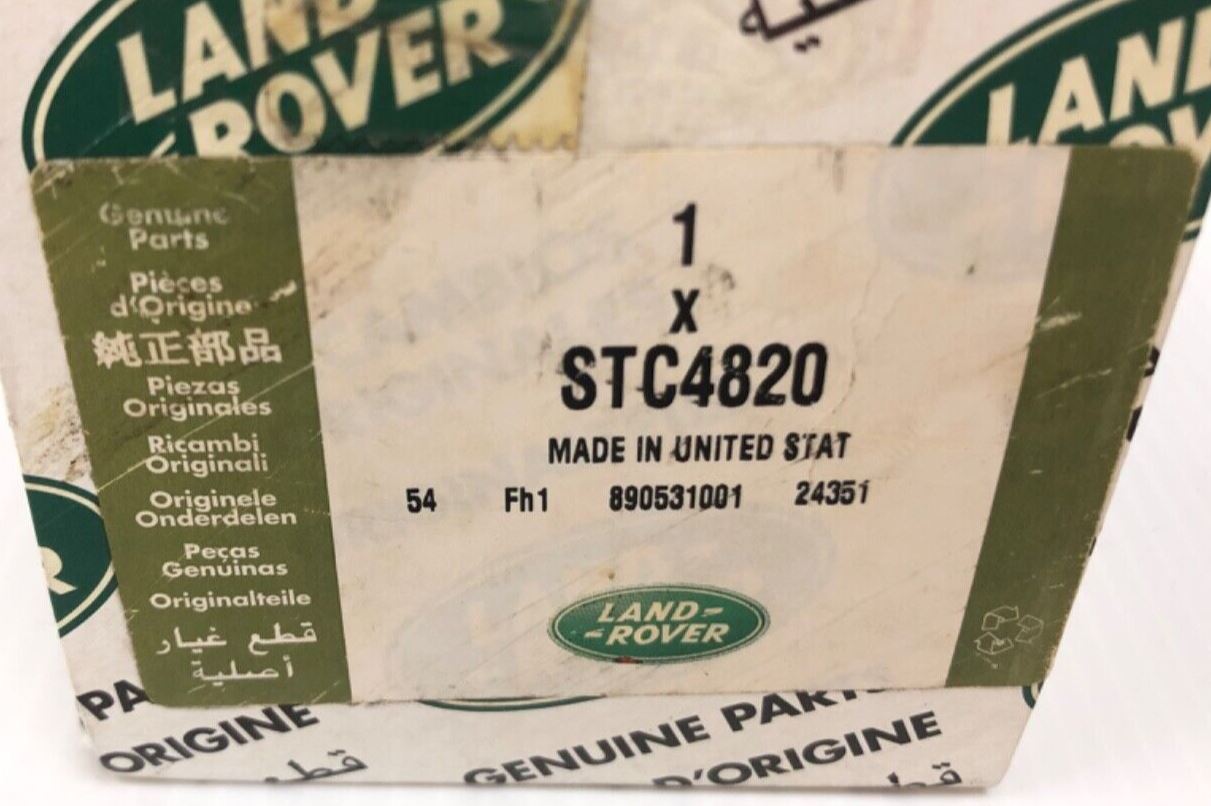 LAND
ROVER
LAND
Genuine
Parts
Pièces
d'Origine
純正部品
Piezas
Originales
Ricambi
Originali
Originele
Onderdelen
Peças
Genuinas
Originalteile
قطع غيار
أصلية
1
X
STC4820
MADE IN UNITED STAT
54 Fh1 890531001 24351
LAND-
-ROVER
R
PA
ORIGINE
GENUINE PARTS
D'ORIGINE